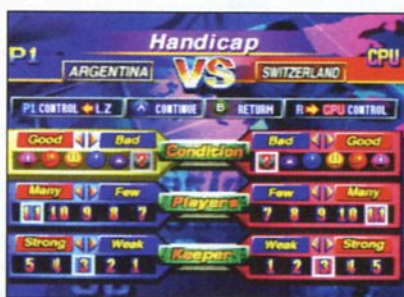 Handicap
P1 CPU
ARGENTINA VS SWITZERLAND
P1 CONTROL ← LZ A CONTINUE B RETURN R → CPU CONTROL
Good Bad Condition Bad Good
Many Few Players Few Many
11 10 9 8 7 7 8 9 10 11
Strong Weak Keeper Weak Strong
5 4 3 2 1 1 2 3 4 5